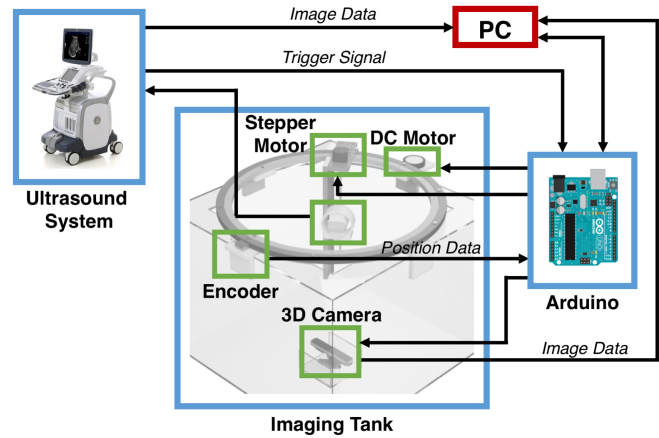 Image Data
PC
Trigger Signal
Stepper
Motor
DC Motor
Ultrasound
System
Position Data
Encoder
Arduino
3D Camera
Image Data
Imaging Tank